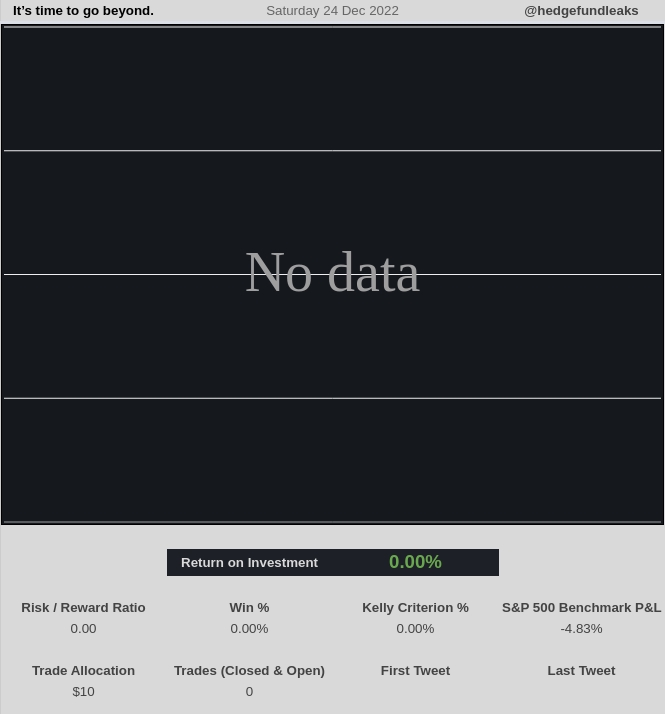 It's time to go beyond. Saturday 24 Dec 2022 @hedgefundleaks
No data
Return on Investment 0.00%
Risk / Reward Ratio Win % Kelly Criterion % S&P 500 Benchmark P&L
0.00 0.00% 0.00% -4.83%
Trade Allocation Trades (Closed & Open) First Tweet Last Tweet
$10 0